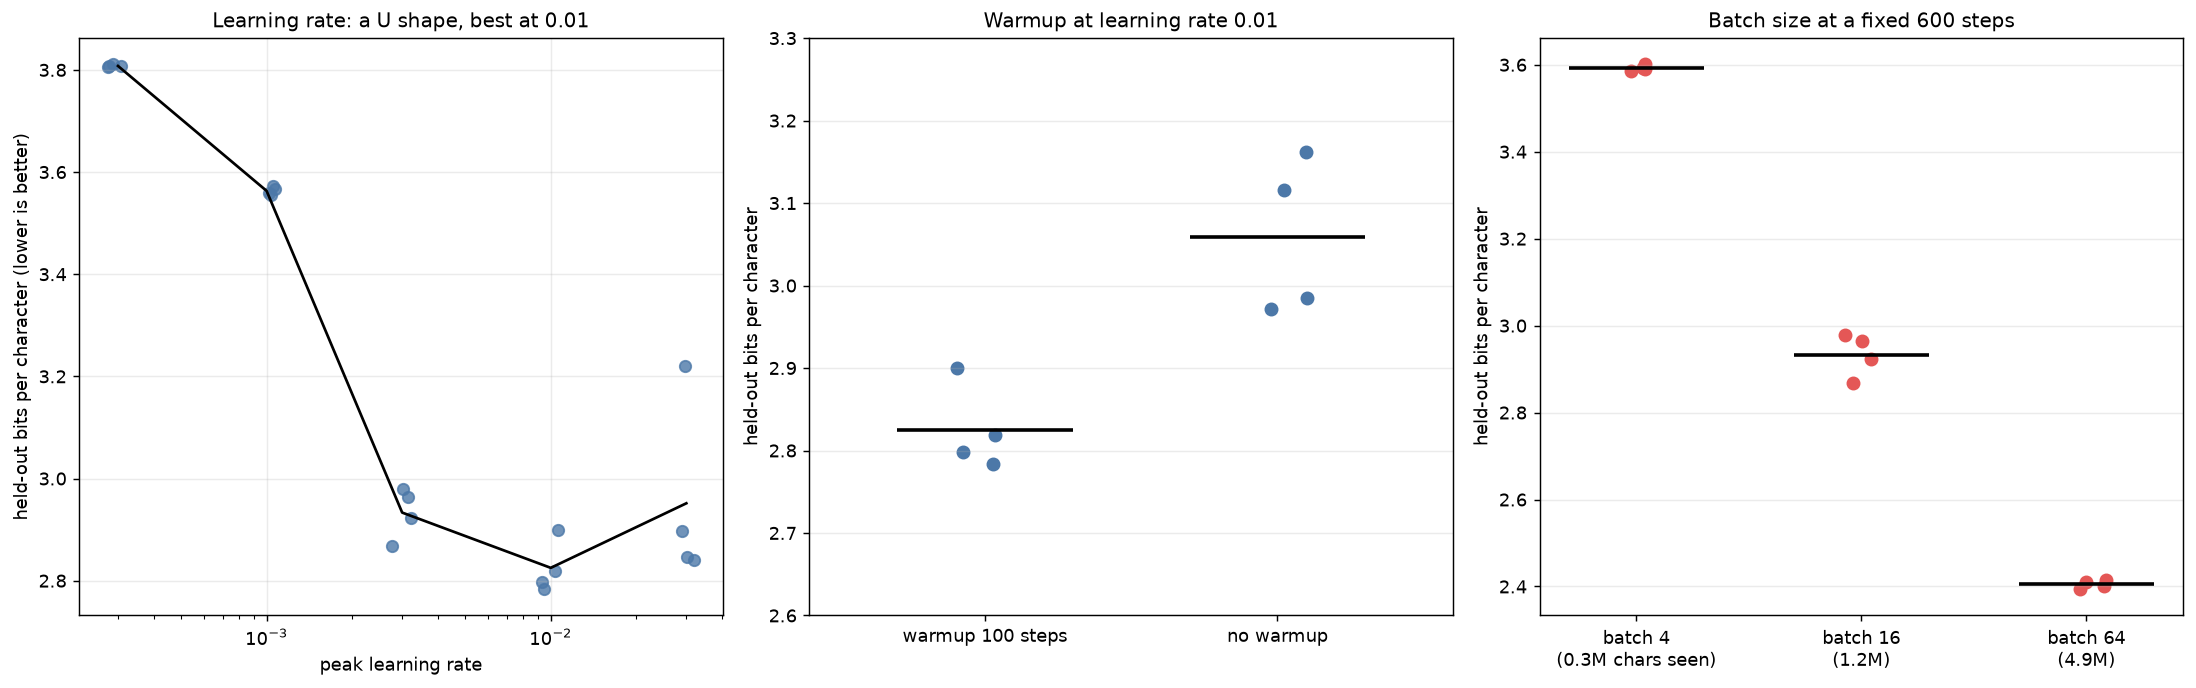 Learning rate: a U shape, best at 0.01
held-out bits per character (lower is better)
3.8
3.6
3.4
3.2
3.0
2.8
10⁻³
10⁻²
peak learning rate
Warmup at learning rate 0.01
held-out bits per character
3.3
3.2
3.1
3.0
2.9
2.8
2.7
2.6
warmup 100 steps
no warmup
Batch size at a fixed 600 steps
held-out bits per character
3.6
3.4
3.2
3.0
2.8
2.6
2.4
batch 4
(0.3M chars seen)
batch 16
(1.2M)
batch 64
(4.9M)